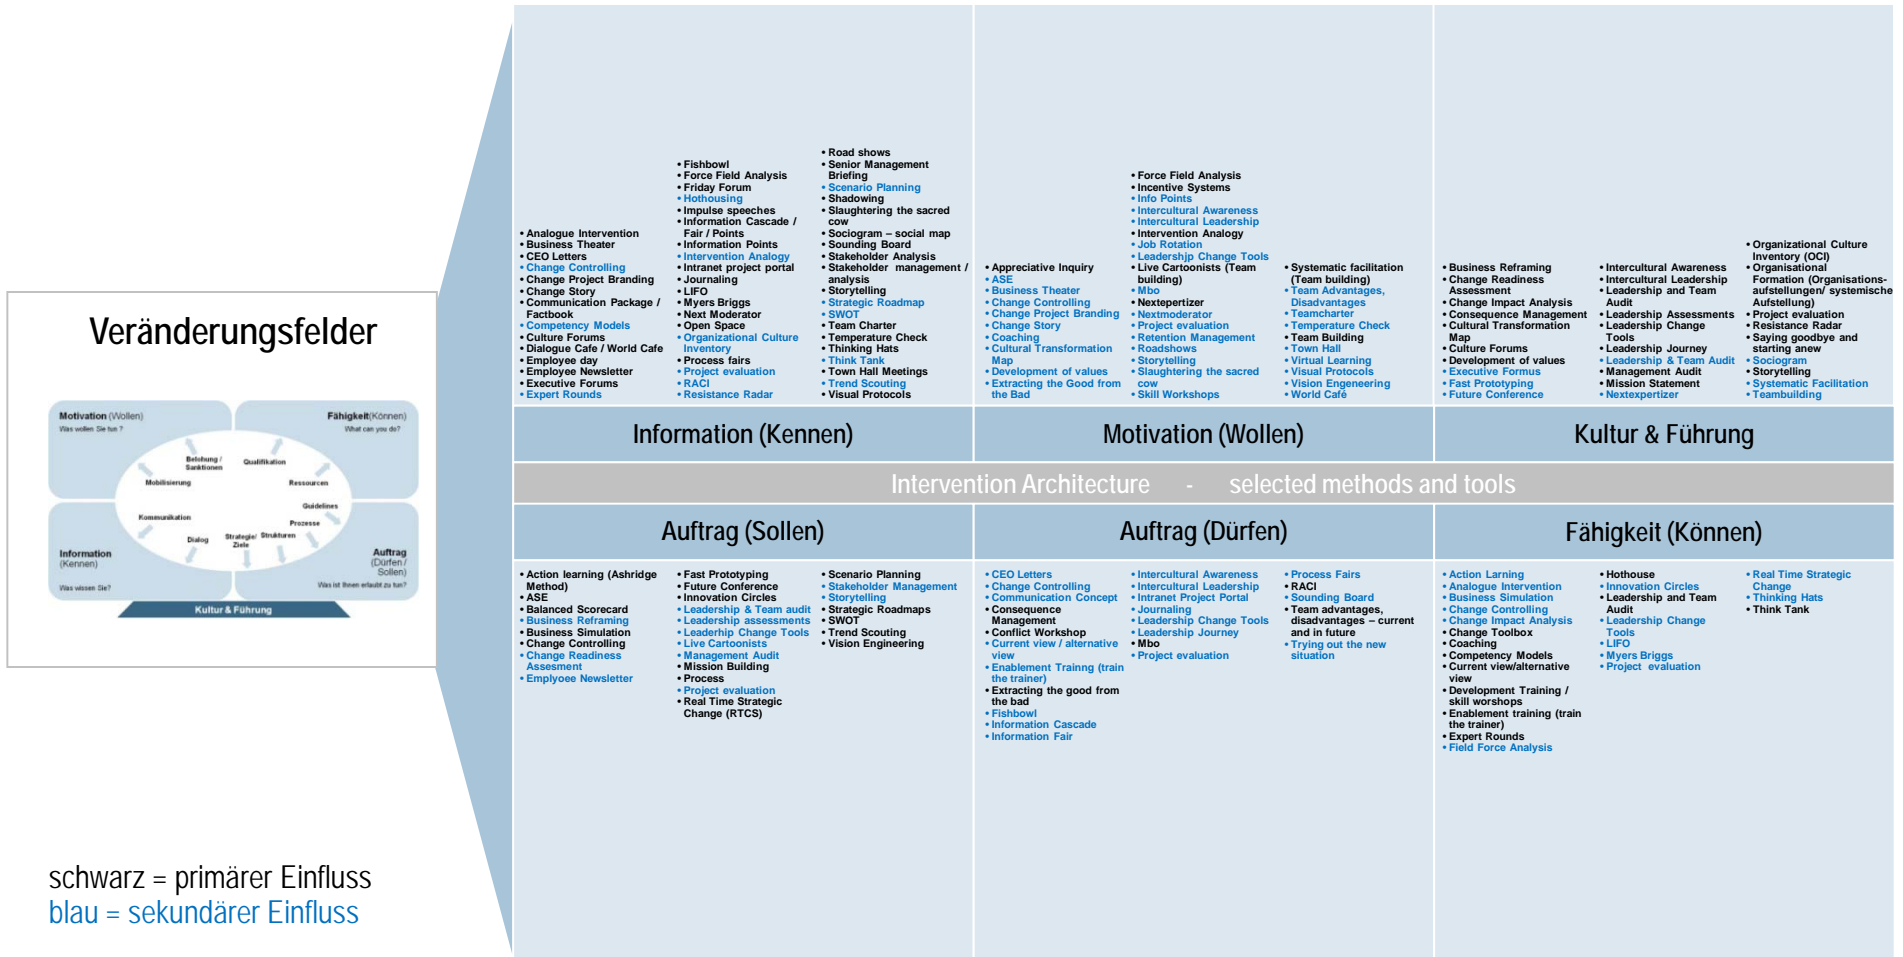 Veränderungsfelder
Motivation (Wollen)
Was wollen Sie tun ?
Fähigkeit(Können)
What can you do?
Belohung /
Sanktionen
Qualifikation
Mobilisierung
Ressourcen
Guidelines
Kommunikation
Prozesse
Dialog
Strategie/
Ziele
Strukturen
Information
(Kennen)
Was wissen Sie?
Auftrag
(Dürfen /
Sollen)
Was ist Ihnen erlaubt zu tun?
Kultur & Führung
schwarz = primärer Einfluss
blau = sekundärer Einfluss
• Analogue Intervention
• Business Theater
• CEO Letters
• Change Controlling
• Change Project Branding
• Change Story
• Communication Package /
Factbook
• Competency Models
• Culture Forums
• Dialogue Cafe / World Cafe
• Employee day
• Employee Newsletter
• Executive Forums
• Expert Rounds
• Fishbowl
• Force Field Analysis
• Friday Forum
• Hothousing
• Impulse speeches
• Information Cascade /
Fair / Points
• Information Points
• Intervention Analogy
• Intranet project portal
• Journaling
• LIFO
• Myers Briggs
• Next Moderator
• Open Space
• Organizational Culture
Inventory
• Process fairs
• Project evaluation
• RACI
• Resistance Radar
• Road shows
• Senior Management
Briefing
• Scenario Planning
• Shadowing
• Slaughtering the sacred
cow
• Sociogram – social map
• Sounding Board
• Stakeholder Analysis
• Stakeholder management /
analysis
• Storytelling
• Strategic Roadmap
• SWOT
• Team Charter
• Temperature Check
• Thinking Hats
• Think Tank
• Town Hall Meetings
• Trend Scouting
• Visual Protocols
Information (Kennen)
• Appreciative Inquiry
• ASE
• Business Theater
• Change Controlling
• Change Project Branding
• Change Story
• Coaching
• Cultural Transformation
Map
• Development of values
• Extracting the Good from
the Bad
• Force Field Analysis
• Incentive Systems
• Info Points
• Intercultural Awareness
• Intercultural Leadership
• Intervention Analogy
• Job Rotation
• Leadership Change Tools
• Live Cartoonists (Team
building)
• Mbo
• Nextepertizer
• Nextmoderator
• Project evaluation
• Retention Management
• Roadshows
• Storytelling
• Slaughtering the sacred
cow
• Skill Workshops
• Systematic facilitation
(Team building)
• Team Advantages,
Disadvantages
• Teamcharter
• Temperature Check
• Team Building
• Town Hall
• Virtual Learning
• Visual Protocols
• Vision Engeneering
• World Café
Motivation (Wollen)
• Business Reframing
• Change Readiness
Assessment
• Change Impact Analysis
• Consequence Management
• Cultural Transformation
Map
• Culture Forums
• Development of values
• Executive Formus
• Fast Prototyping
• Future Conference
• Intercultural Awareness
• Intercultural Leadership
• Leadership and Team
Audit
• Leadership Assessments
• Leadership Change
Tools
• Leadership Journey
• Leadership & Team Audit
• Management Audit
• Mission Statement
• Nextexpertizer
• Organizational Culture
Inventory (OCI)
• Organisational
Formation (Organisations-
aufstellungen/ systemische
Aufstellung)
• Project evaluation
• Resistance Radar
• Saying goodbye and
starting anew
• Sociogram
• Storytelling
• Systematic Facilitation
• Teambuilding
Kultur & Führung
Intervention Architecture - selected methods and tools
Auftrag (Sollen)
• Action learning (Ashridge
Method)
• ASE
• Balanced Scorecard
• Business Reframing
• Business Simulation
• Change Controlling
• Change Readiness
Assesment
• Emplyoee Newsletter
• Fast Prototyping
• Future Conference
• Innovation Circles
• Leadership & Team audit
• Leadership assessments
• Leaderhip Change Tools
• Live Cartoonists
• Management Audit
• Mission Building
• Process
• Project evaluation
• Real Time Strategic
Change (RTCS)
• Scenario Planning
• Stakeholder Management
• Storytelling
• Strategic Roadmaps
• SWOT
• Trend Scouting
• Vision Engineering
Auftrag (Dürfen)
• CEO Letters
• Change Controlling
• Communication Concept
• Consequence
Management
• Conflict Workshop
• Current view / alternative
view
• Enablement Trainng (train
the trainer)
• Extracting the good from
the bad
• Fishbowl
• Information Cascade
• Information Fair
• Intercultural Awareness
• Intercultural Leadership
• Intranet Project Portal
• Journaling
• Leadership Change Tools
• Leadership Journey
• Mbo
• Project evaluation
• Process Fairs
• RACI
• Sounding Board
• Team advantages,
disadvantages – current
and in future
• Trying out the new
situation
Fähigkeit (Können)
• Action Larning
• Analogue Intervention
• Business Simulation
• Change Controlling
• Change Impact Analysis
• Change Toolbox
• Coaching
• Competency Models
• Current view/alternative
view
• Development Training /
skill worshops
• Enablement training (train
the trainer)
• Expert Rounds
• Field Force Analysis
• Hothouse
• Innovation Circles
• Leadership and Team
Audit
• Leadership Change
Tools
• LIFO
• Myers Briggs
• Project evaluation
• Real Time Strategic
Change
• Thinking Hats
• Think Tank